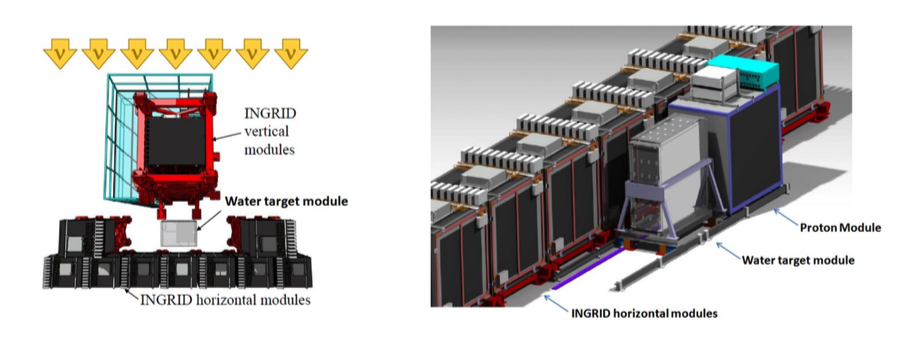 ν ν ν ν ν ν ν
INGRID
vertical
modules
Water target module
INGRID horizontal modules
Proton Module
Water target module
INGRID horizontal modules